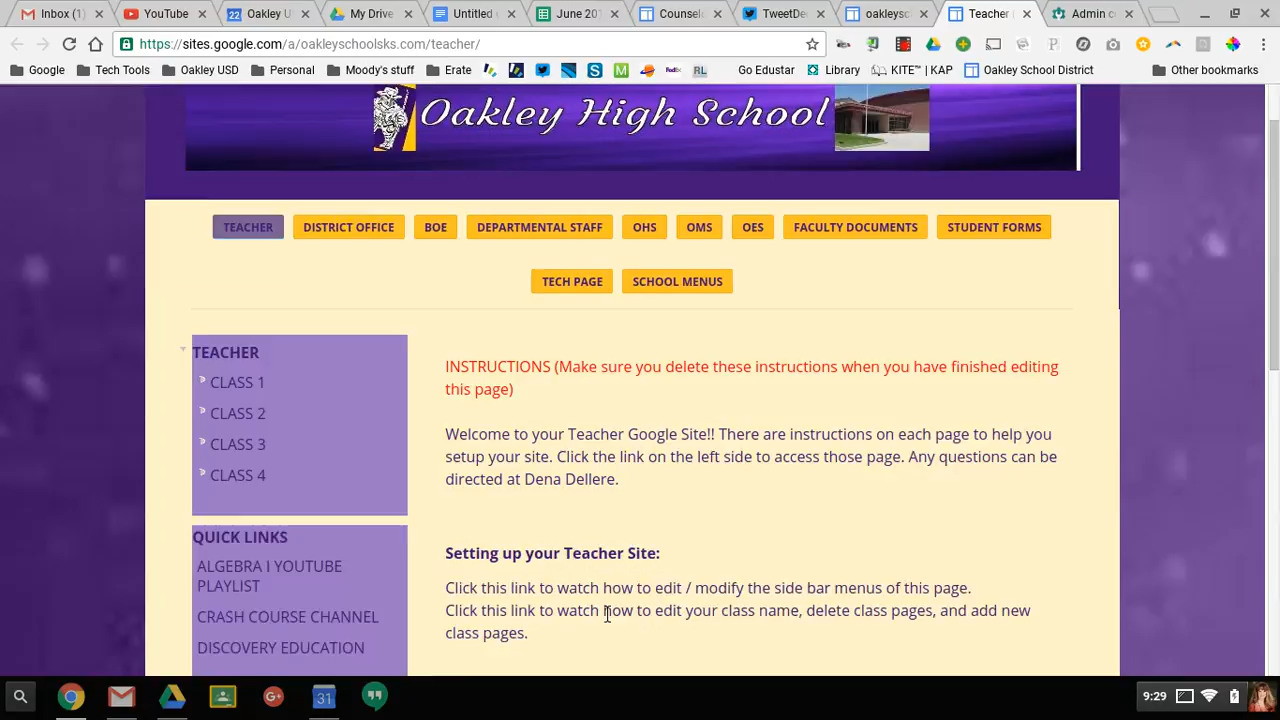 Inbox (1)
YouTube
Oakley U
My Drive
Untitled
June 201
Counsel
TweetDe
oakleys
Teacher
Admin c
https://sites.google.com/a/oakleyschoolsks.com/teacher/
Google
Tech Tools
Oakley USD
Personal
Moody's stuff
Erate
S
M
FedEx
RL
Go Edustar
Library
KITE™ | KAP
Oakley School District
Other bookmarks
Oakley High School
TEACHER
DISTRICT OFFICE
BOE
DEPARTMENTAL STAFF
OHS
OMS
OES
FACULTY DOCUMENTS
STUDENT FORMS
TECH PAGE
SCHOOL MENUS
TEACHER
CLASS 1
CLASS 2
CLASS 3
CLASS 4
QUICK LINKS
ALGEBRA I YOUTUBE
PLAYLIST
CRASH COURSE CHANNEL
DISCOVERY EDUCATION
INSTRUCTIONS (Make sure you delete these instructions when you have finished editing
this page)
Welcome to your Teacher Google Site!! There are instructions on each page to help you
setup your site. Click the link on the left side to access those page. Any questions can be
directed at Dena Dellere.
Setting up your Teacher Site:
Click this link to watch how to edit / modify the side bar menus of this page.
Click this link to watch how to edit your class name, delete class pages, and add new
class pages.
31
9:29